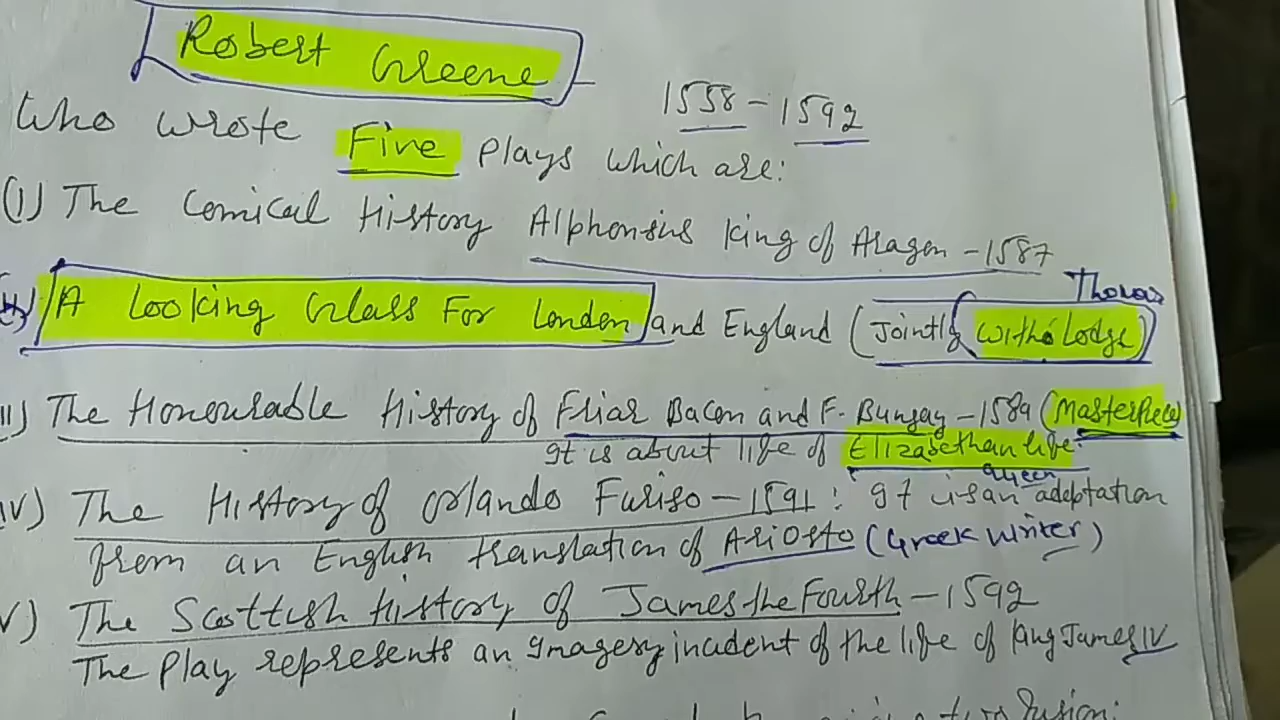 Robert Greene -
1558 - 1592
Who wrote Five Plays which are:
(I) The Comical History Alphonsus King of Aragon - 1587
A Looking Glass For London and England (Jointly with Thomas Lodge)
III) The Honourable History of Friar Bacon and F. Bungay - 1589 (Masterpiece)
It is about life of Elizabethan life.
Queen
IV) The History of Orlando Furiso - 1591: It is an adeptation
from an English translation of Ariosto (Greek Writer)
V) The Scottish History of James the Fourth - 1592
The Play represents an Imagery incident of the life of King James IV